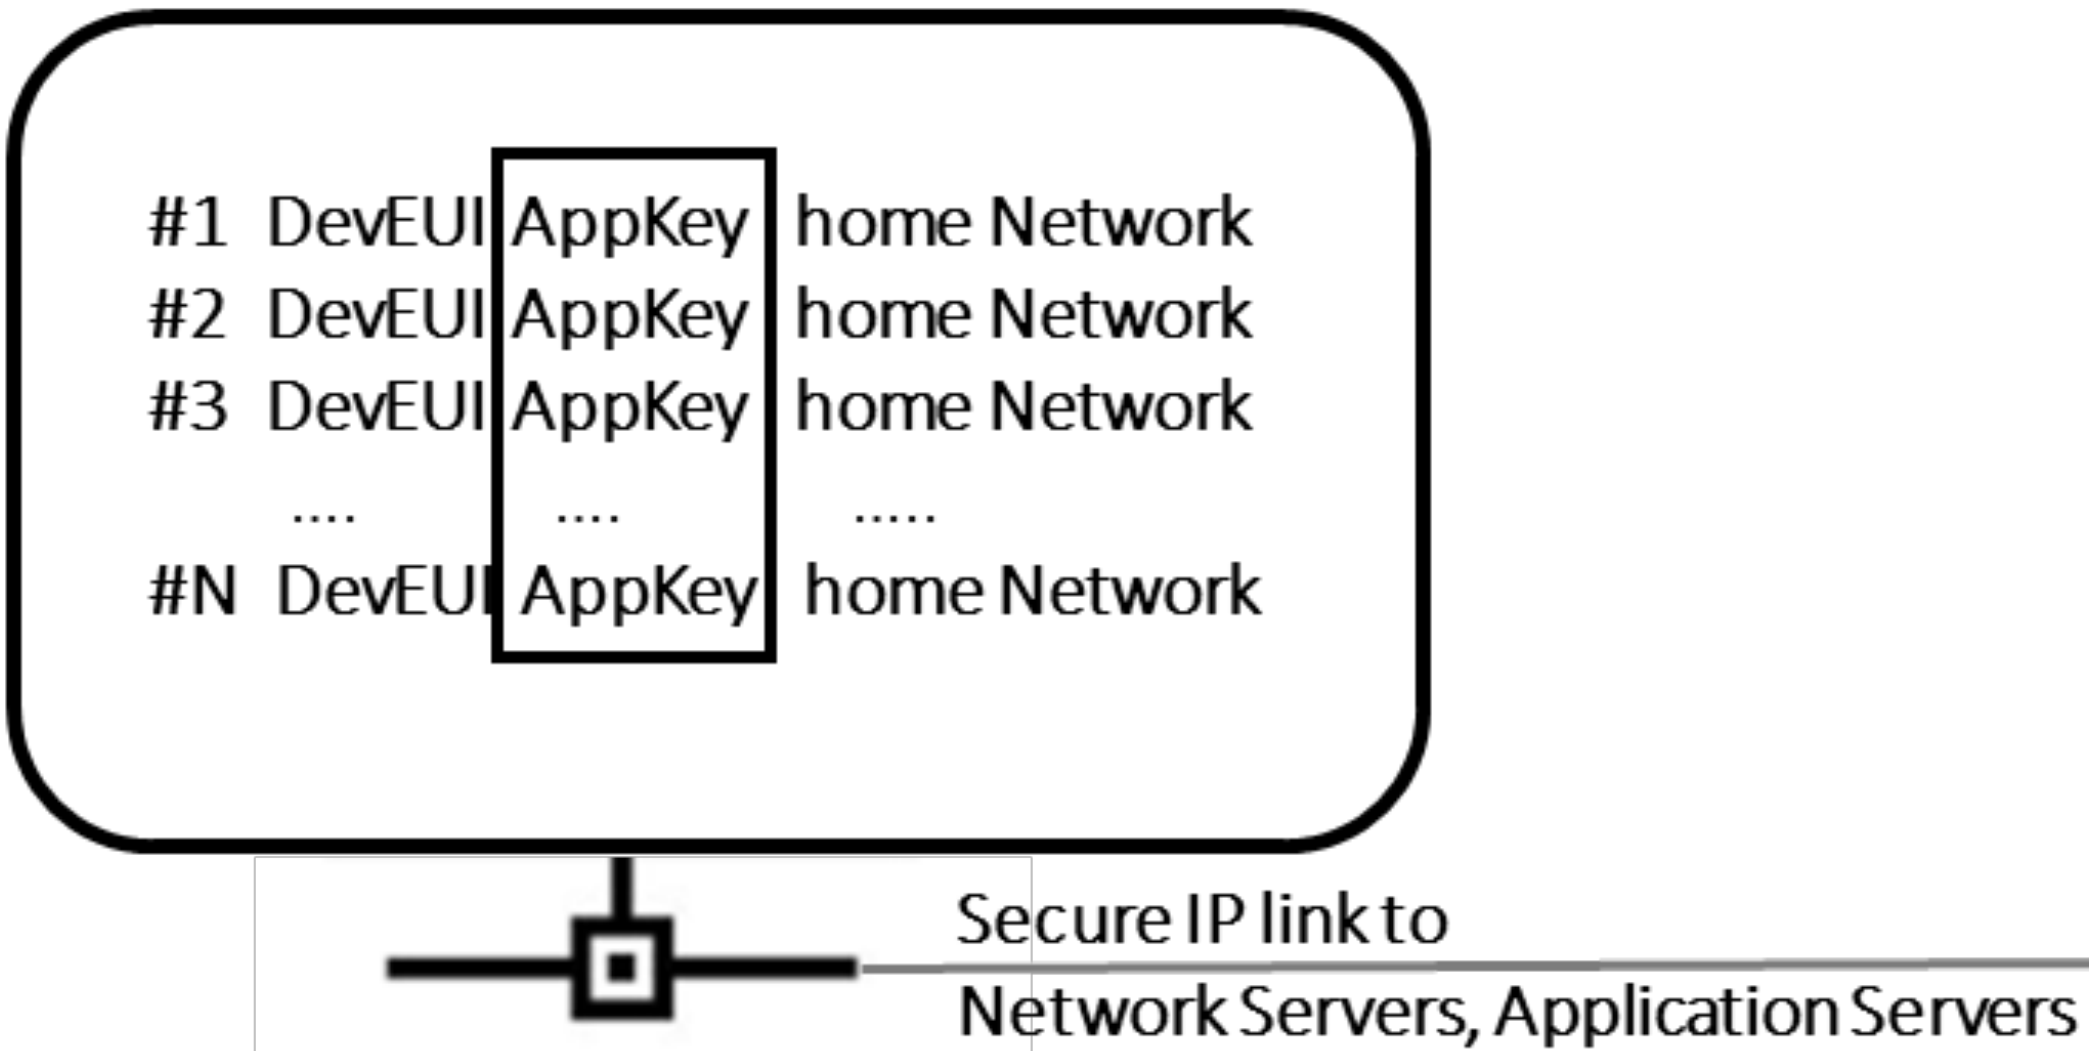 #1 DevEUI AppKey home Network
#2 DevEUI AppKey home Network
#3 DevEUI AppKey home Network
.... .... .....
#N DevEUI AppKey home Network
Secure IP link to
Network Servers, Application Servers